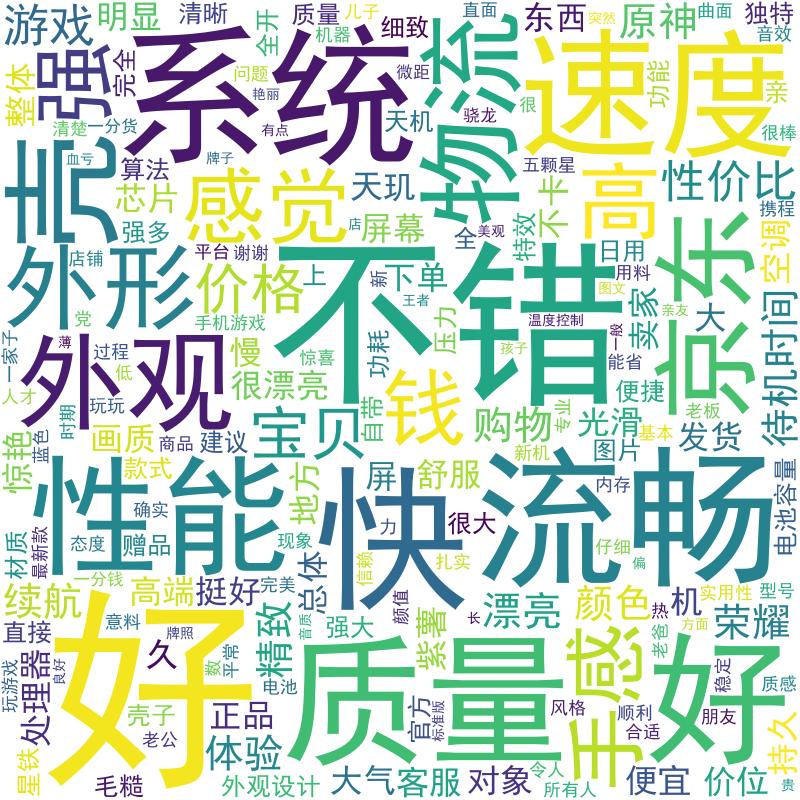 游戏
明显
清晰
质量
儿子
细致
直面
东西
突然
原神
曲面
独特
音效
整体
强
完全
系统
全开
机器
问题
艳丽
有点
微距
物流
骁龙
很
速度
功能
亲
很棒
清楚
一分货
天机
壳
血亏
算法
牌子
芯片
强多
感觉
天玑
屏幕
店
全
美观
五颗星
特效
不卡
高
性价比
携程
空调
店铺
平台
谢谢
外形
价格
上
不错
新
下单
王者
日用
用料
图文
卖家
京东
大
待机时间
党
手机游戏
一家子
外观
薄
过程
低
慢
惊喜
功耗
压力
温度控制
孩子
一般
亲友
能省
人才
玩玩
很漂亮
自带
钱
便捷
老板
惊艳
蓝色
时期
画质
商品
建议
宝贝
购物
专业
光滑
新机
图片
基本
发货
款式
地方
屏
舒服
性能
快
流畅
内存
电池容量
材质
最新款
态度
确实
赠品
现象
力
很大
信赖
扎实
仔细
偏
续航
一分钱
高端
挺好
完美
总体
颜值
紫薯
长
漂亮
颜色
热
机
实用性
型号
直接
意料
牌照
好
数
平常
精致
音质
强大
质量
手感
老爸
好
方面
荣耀
玩游戏
处理器
良好
久
电池
官方
标准版
风格
顺利
合适
稳定
朋友
质感
持久
星铁
壳子
老公
正品
体验
毛糙
外观设计
大气
客服
对象
令人
所有人
便宜
价位
贵